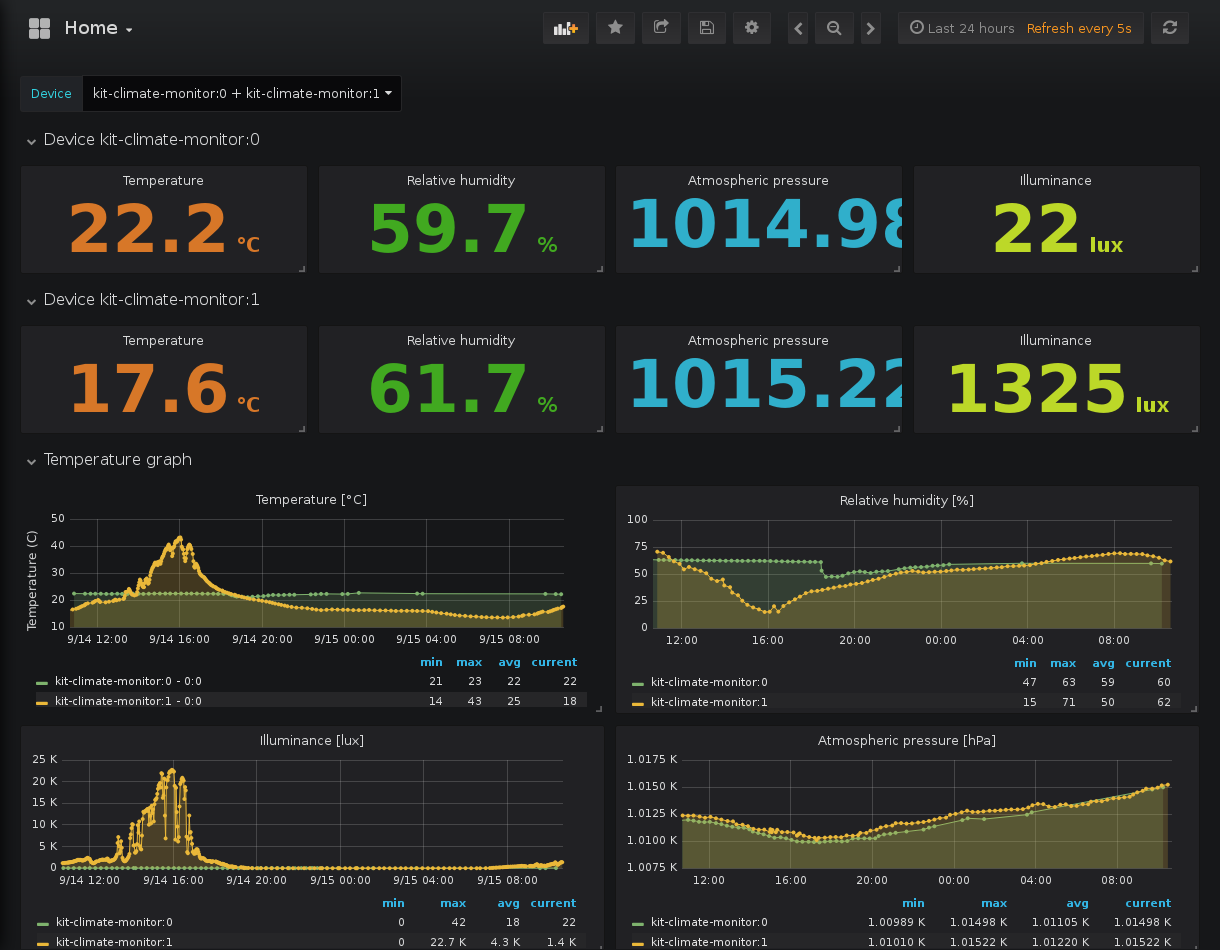 Home
Last 24 hours Refresh every 5s
Device kit-climate-monitor:0 + kit-climate-monitor:1
Device kit-climate-monitor:0
Temperature Relative humidity Atmospheric pressure Illuminance
22.2 °C 59.7 % 1014.98 22 lux
Device kit-climate-monitor:1
Temperature Relative humidity Atmospheric pressure Illuminance
17.6 °C 61.7 % 1015.22 1325 lux
Temperature graph
Temperature [°C]
Temperature (C)
50
40
30
20
10
9/14 12:00 9/14 16:00 9/14 20:00 9/15 00:00 9/15 04:00 9/15 08:00
min max avg current
kit-climate-monitor:0 - 0:0 21 23 22 22
kit-climate-monitor:1 - 0:0 14 43 25 18
Relative humidity [%]
100
75
50
25
0
12:00 16:00 20:00 00:00 04:00 08:00
min max avg current
kit-climate-monitor:0 47 63 59 60
kit-climate-monitor:1 15 71 50 62
Illuminance [lux]
25 K
20 K
15 K
10 K
5 K
0
9/14 12:00 9/14 16:00 9/14 20:00 9/15 00:00 9/15 04:00 9/15 08:00
min max avg current
kit-climate-monitor:0 0 42 18 22
kit-climate-monitor:1 0 22.7 K 4.3 K 1.4 K
Atmospheric pressure [hPa]
1.0175 K
1.0150 K
1.0125 K
1.0100 K
1.0075 K
12:00 16:00 20:00 00:00 04:00 08:00
min max avg current
kit-climate-monitor:0 1.00989 K 1.01498 K 1.01105 K 1.01498 K
kit-climate-monitor:1 1.01010 K 1.01522 K 1.01220 K 1.01522 K